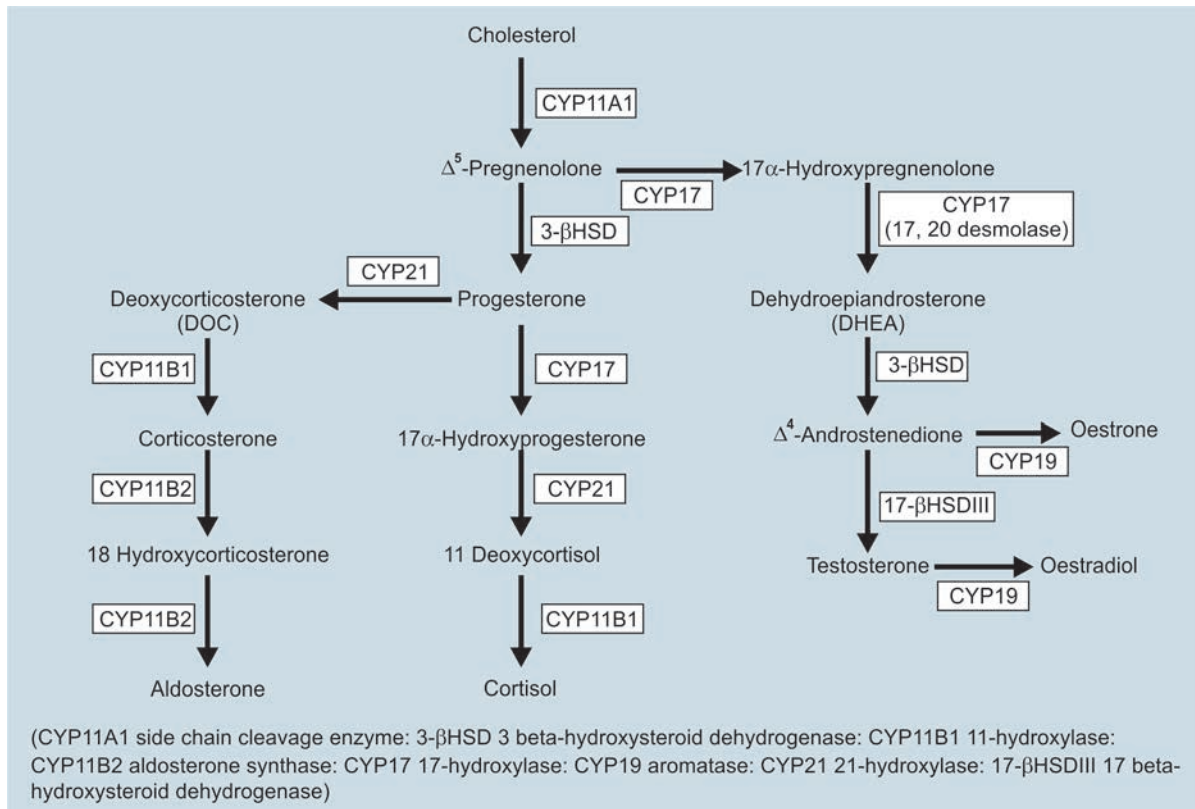 Cholesterol
CYP11A1
Δ⁵-Pregnenolone
CYP17
17α-Hydroxypregnenolone
3-βHSD
CYP17
(17, 20 desmolase)
CYP21
Deoxycorticosterone
(DOC)
Progesterone
Dehydroepiandrosterone
(DHEA)
CYP11B1
CYP17
3-βHSD
Corticosterone
17α-Hydroxyprogesterone
Δ⁴-Androstenedione
Oestrone
CYP19
CYP11B2
CYP21
17-βHSDIII
18 Hydroxycorticosterone
11 Deoxycortisol
Testosterone
Oestradiol
CYP19
CYP11B2
CYP11B1
Aldosterone
Cortisol
(CYP11A1 side chain cleavage enzyme: 3-βHSD 3 beta-hydroxysteroid dehydrogenase: CYP11B1 11-hydroxylase:
CYP11B2 aldosterone synthase: CYP17 17-hydroxylase: CYP19 aromatase: CYP21 21-hydroxylase: 17-βHSDIII 17 beta-
hydroxysteroid dehydrogenase)